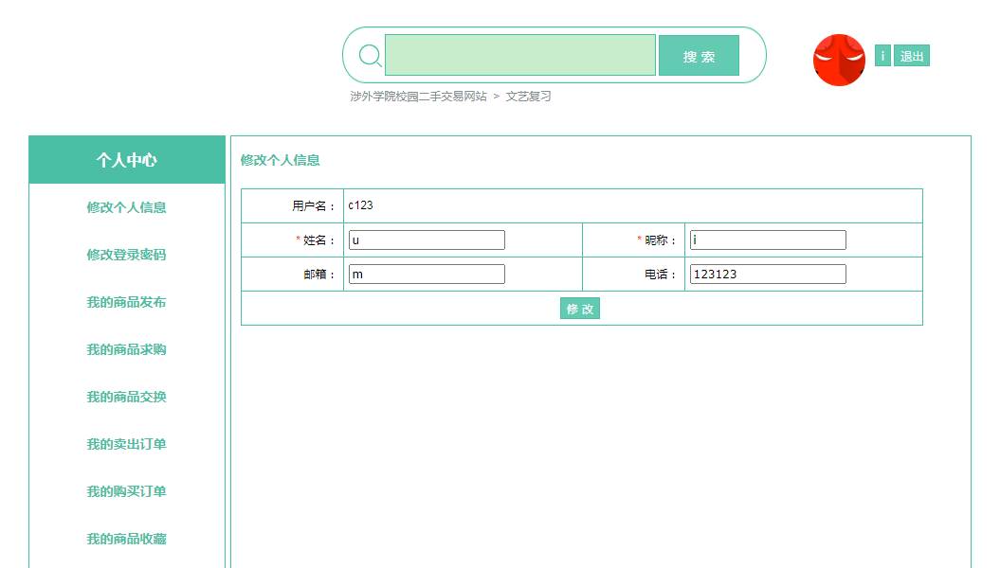 搜 索
i 退出
涉外学院校园二手交易网站 > 文艺复习
个人中心
修改个人信息
修改登录密码
我的商品发布
我的商品求购
我的商品交换
我的卖出订单
我的购买订单
我的商品收藏
修改个人信息
用户名： c123
* 姓名： u * 昵称： i
邮箱： m 电话： 123123
修 改